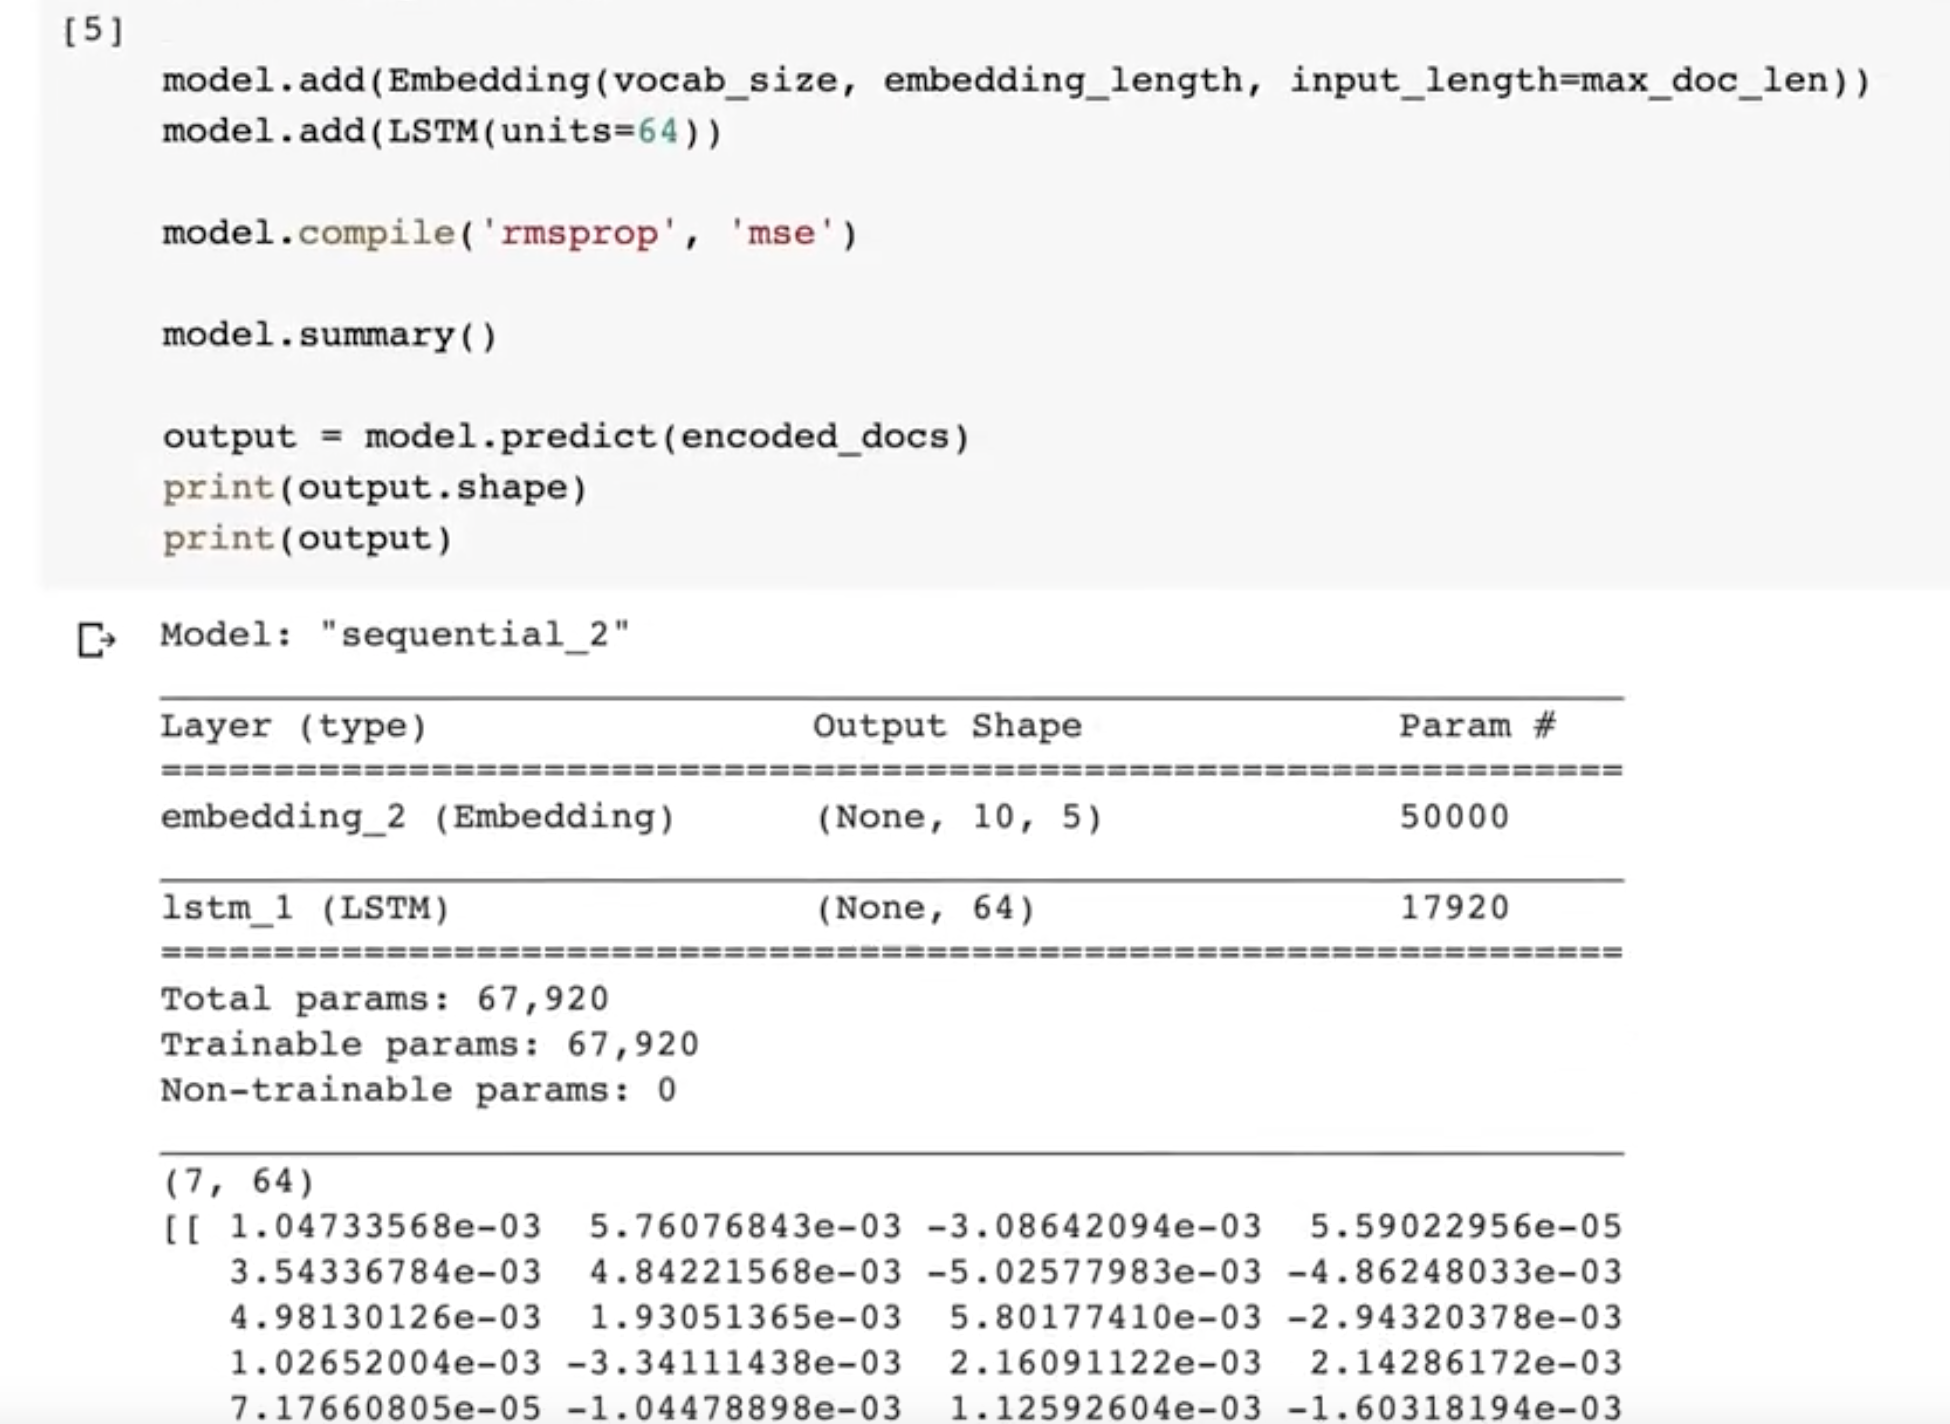 [5]
model.add(Embedding(vocab_size, embedding_length, input_length=max_doc_len))
model.add(LSTM(units=64))
model.compile('rmsprop', 'mse')
model.summary()
output = model.predict(encoded_docs)
print(output.shape)
print(output)
Model: "sequential_2"
Layer (type) Output Shape Param #
=================================================================
embedding_2 (Embedding) (None, 10, 5) 50000
lstm_1 (LSTM) (None, 64) 17920
=================================================================
Total params: 67,920
Trainable params: 67,920
Non-trainable params: 0
(7, 64)
[[ 1.04733568e-03 5.76076843e-03 -3.08642094e-03 5.59022956e-05
3.54336784e-03 4.84221568e-03 -5.02577983e-03 -4.86248033e-03
4.98130126e-03 1.93051365e-03 5.80177410e-03 -2.94320378e-03
1.02652004e-03 -3.34111438e-03 2.16091122e-03 2.14286172e-03
7.17660805e-05 -1.04478898e-03 1.12592604e-03 -1.60318194e-03